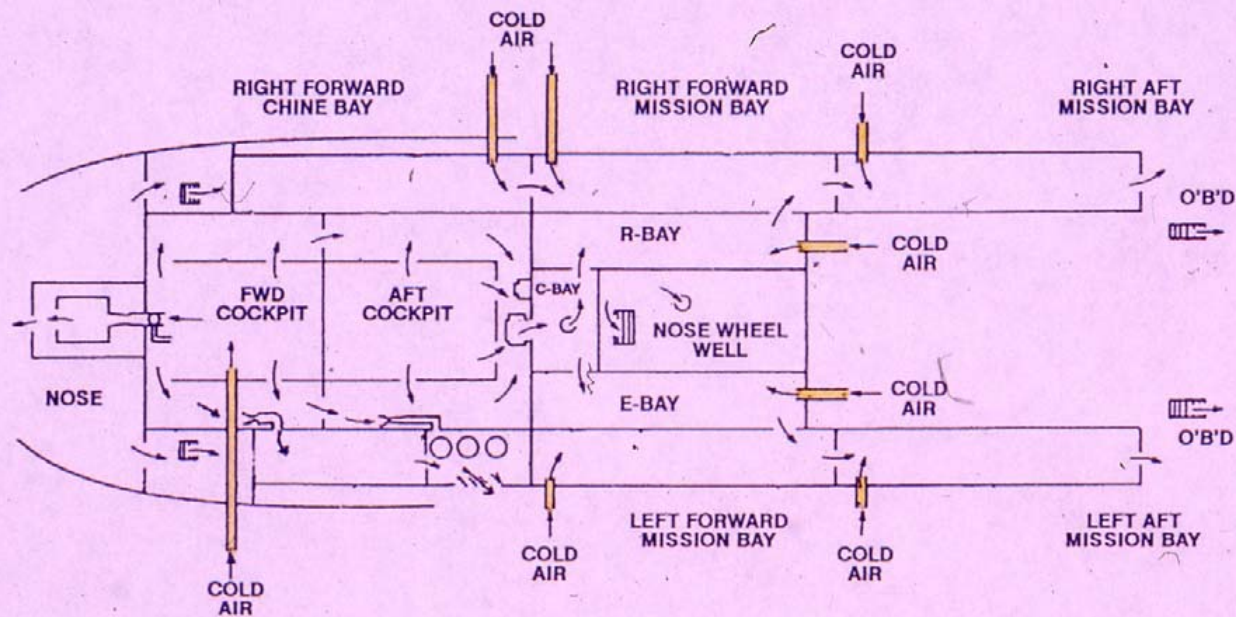 COLD
AIR
COLD
AIR
RIGHT FORWARD
CHINE BAY
RIGHT FORWARD
MISSION BAY
RIGHT AFT
MISSION BAY
O'B'D
R-BAY
COLD
AIR
FWD
COCKPIT
AFT
COCKPIT
C-BAY
NOSE WHEEL
WELL
NOSE
E-BAY
COLD
AIR
O'B'D
COLD
AIR
COLD
AIR
LEFT FORWARD
MISSION BAY
COLD
AIR
LEFT AFT
MISSION BAY